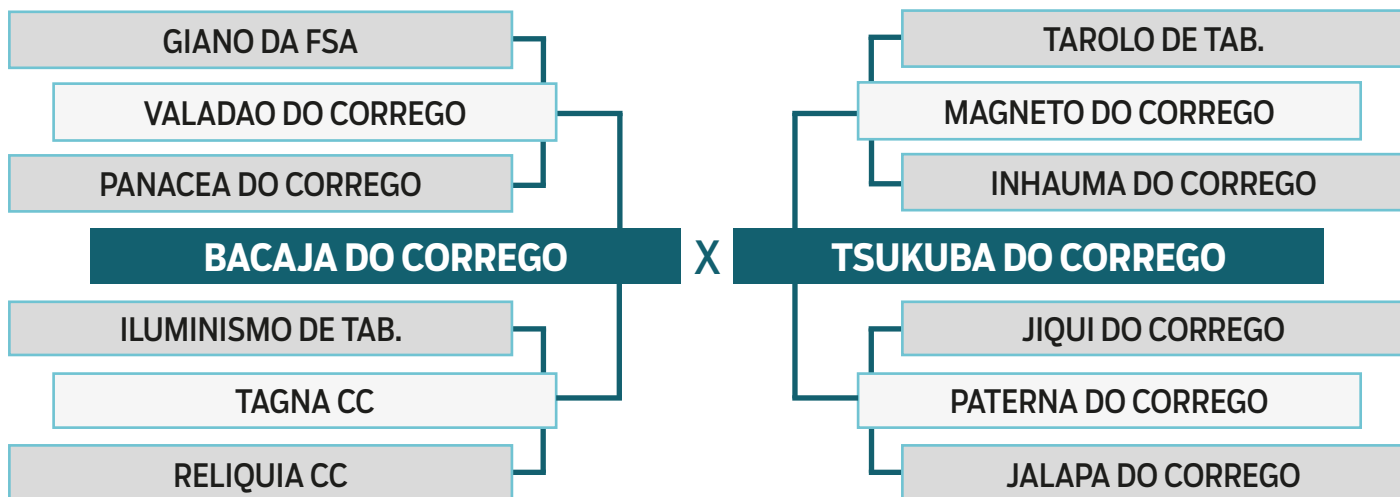 GIANO DA FSA
VALADAO DO CORREGO
PANACEA DO CORREGO
TAROLO DE TAB.
MAGNETO DO CORREGO
INHAUMA DO CORREGO
BACAJA DO CORREGO X TSUKUBA DO CORREGO
ILUMINISMO DE TAB.
TAGNA CC
RELIQUIA CC
JIQUI DO CORREGO
PATERNA DO CORREGO
JALAPA DO CORREGO